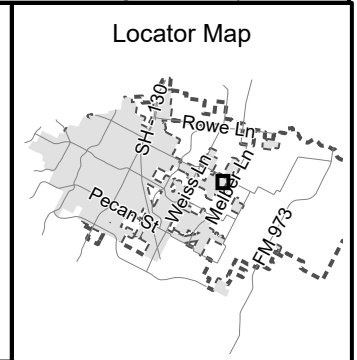 Locator Map
SH - 130
Rowe Ln
Weiss Ln
Melber Ln
Pecan St
FM 973